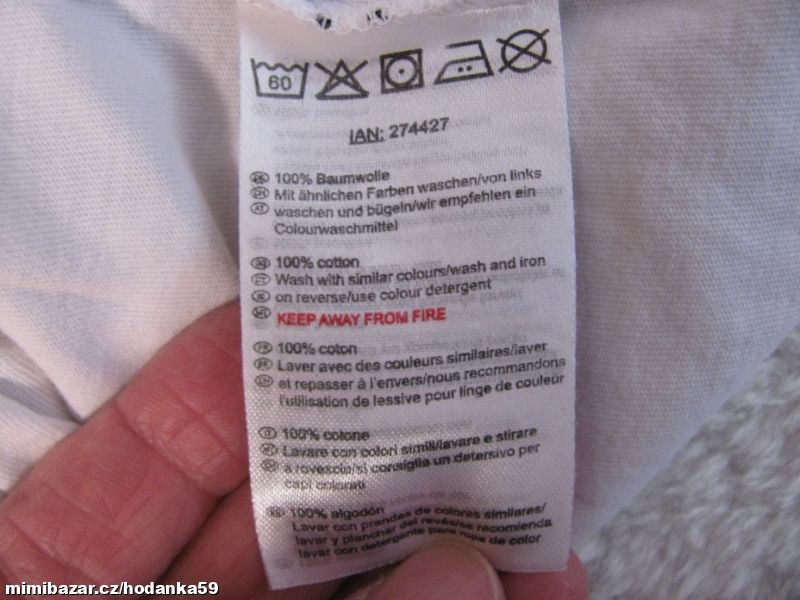 60
IAN: 274427
100% Baumwolle
Mit ähnlichen Farben waschen/von links
waschen und bügeln/wir empfehlen ein
Colourwaschmittel
100% cotton
Wash with similar colours/wash and iron
on reverse/use colour detergent
KEEP AWAY FROM FIRE
100% coton
Laver avec des couleurs similaires/laver
et repasser à l'envers/nous recommandons
l'utilisation de lessive pour linge de couleur
100% cotone
Lavare con colori simili/lavare e stirare
a rovescio/si consiglia un detersivo per
capi colorati
100% algodón
Lavar con prendas de colores similares/
lavar y planchar del revés/se recomienda
lavar con detergente para ropa de color
mimibazar.cz/hodanka59